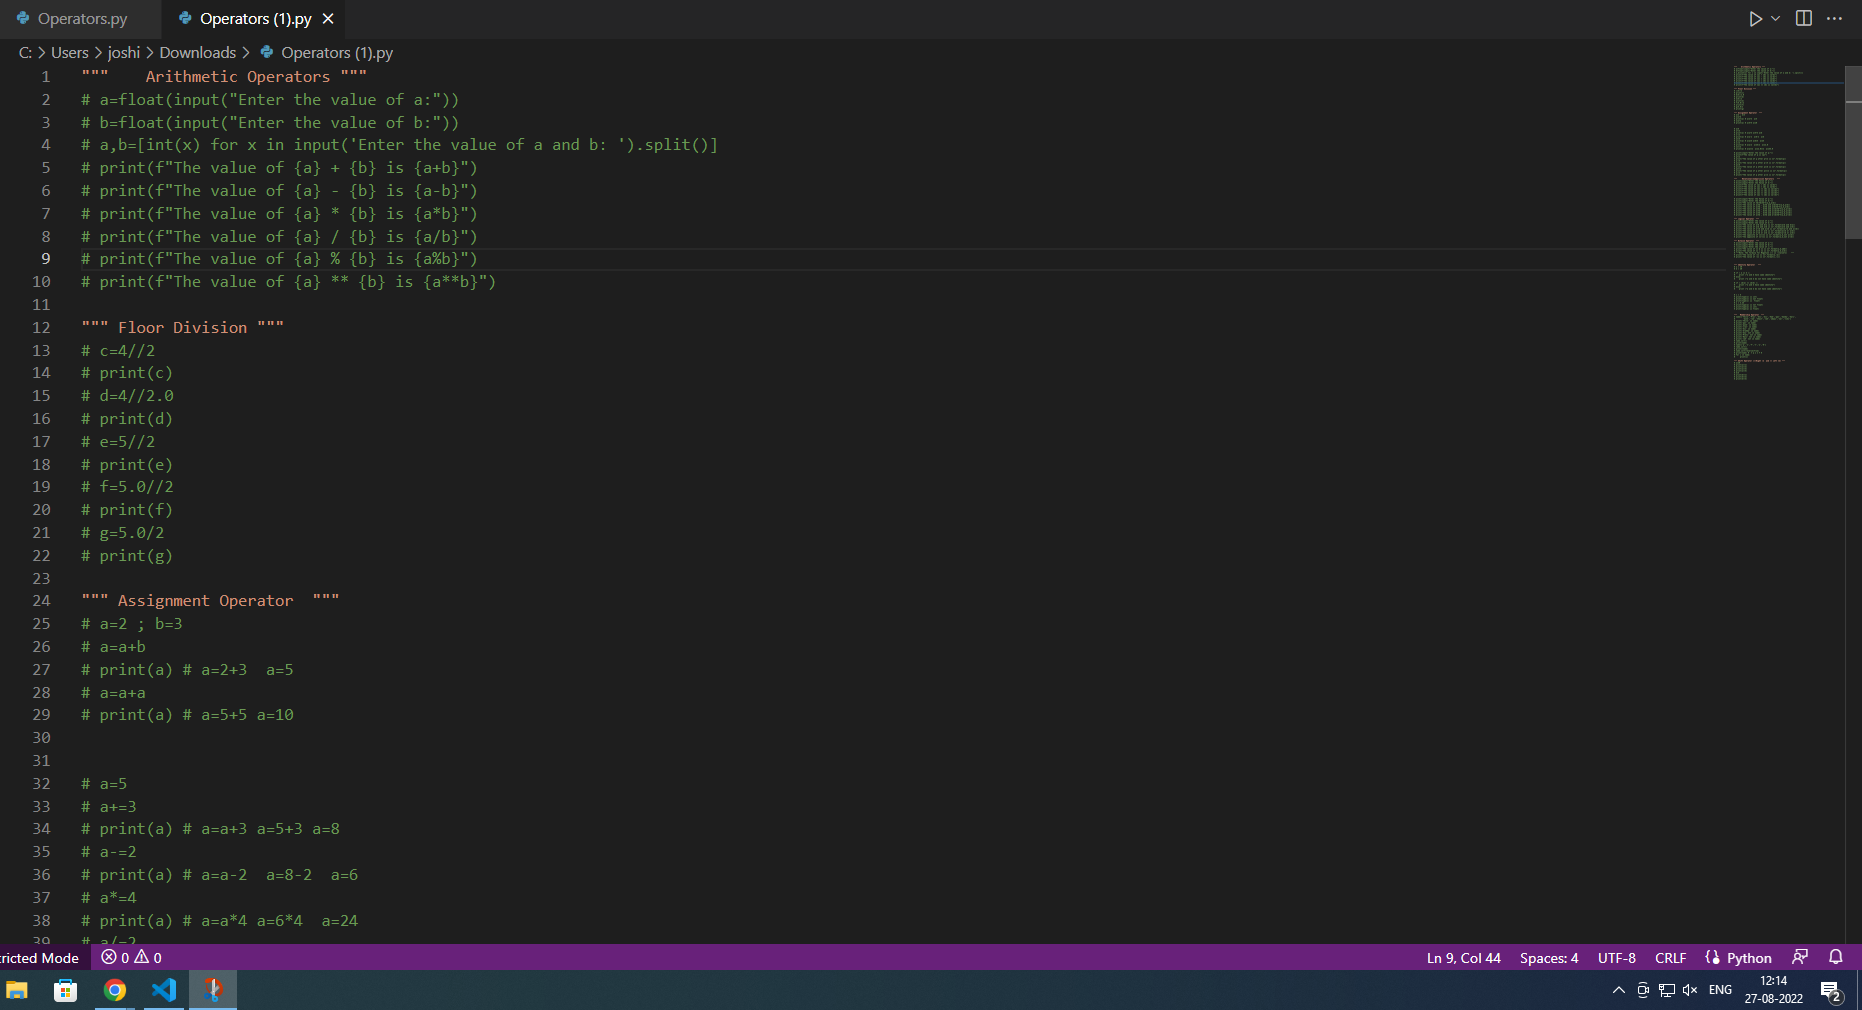 Operators.py
Operators (1).py
C: > Users > joshi > Downloads > Operators (1).py
1 """    Arithmetic Operators """
2 # a=float(input("Enter the value of a:"))
3 # b=float(input("Enter the value of b:"))
4 # a,b=[int(x) for x in input('Enter the value of a and b: ').split()]
5 # print(f"The value of {a} + {b} is {a+b}")
6 # print(f"The value of {a} - {b} is {a-b}")
7 # print(f"The value of {a} * {b} is {a*b}")
8 # print(f"The value of {a} / {b} is {a/b}")
9 # print(f"The value of {a} % {b} is {a%b}")
10 # print(f"The value of {a} ** {b} is {a**b}")
11
12 """ Floor Division """
13 # c=4//2
14 # print(c)
15 # d=4//2.0
16 # print(d)
17 # e=5//2
18 # print(e)
19 # f=5.0//2
20 # print(f)
21 # g=5.0/2
22 # print(g)
23
24 """ Assignment Operator  """
25 # a=2 ; b=3
26 # a=a+b
27 # print(a) # a=2+3  a=5
28 # a=a+a
29 # print(a) # a=5+5 a=10
30
31
32 # a=5
33 # a+=3
34 # print(a) # a=a+3 a=5+3 a=8
35 # a-=2
36 # print(a) # a=a-2  a=8-2  a=6
37 # a*=4
38 # print(a) # a=a*4 a=6*4  a=24
39 # a/=2
ricted Mode 0 0 Ln 9, Col 44 Spaces: 4 UTF-8 CRLF Python
ENG 12:14
27-08-2022 2